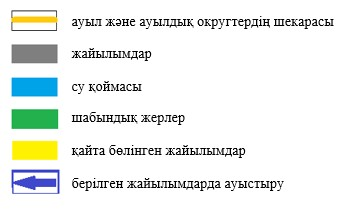 ауыл және ауылдық округтердің шекарасы
жайылымдар
су қоймасы
шабындық жерлер
қайта бөлінген жайылымдар
берілген жайылымдарда ауыстыру